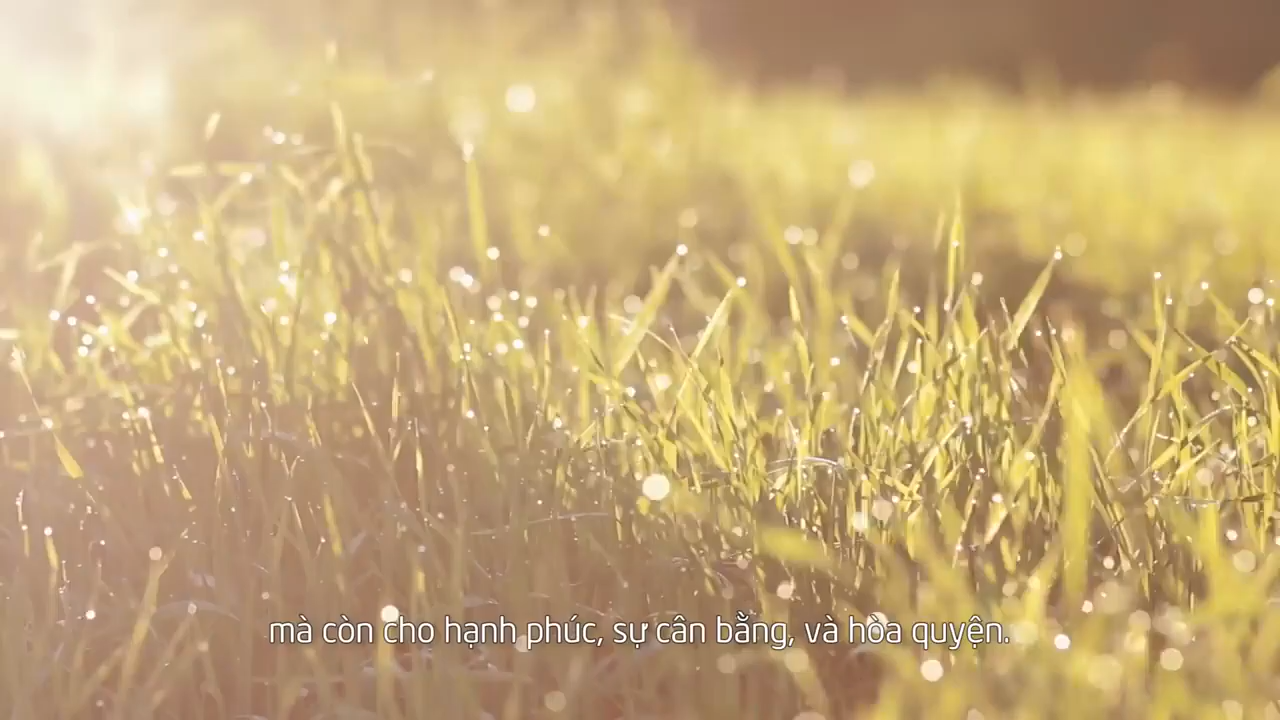 mà còn cho hạnh phúc, sự cân bằng, và hòa quyện.